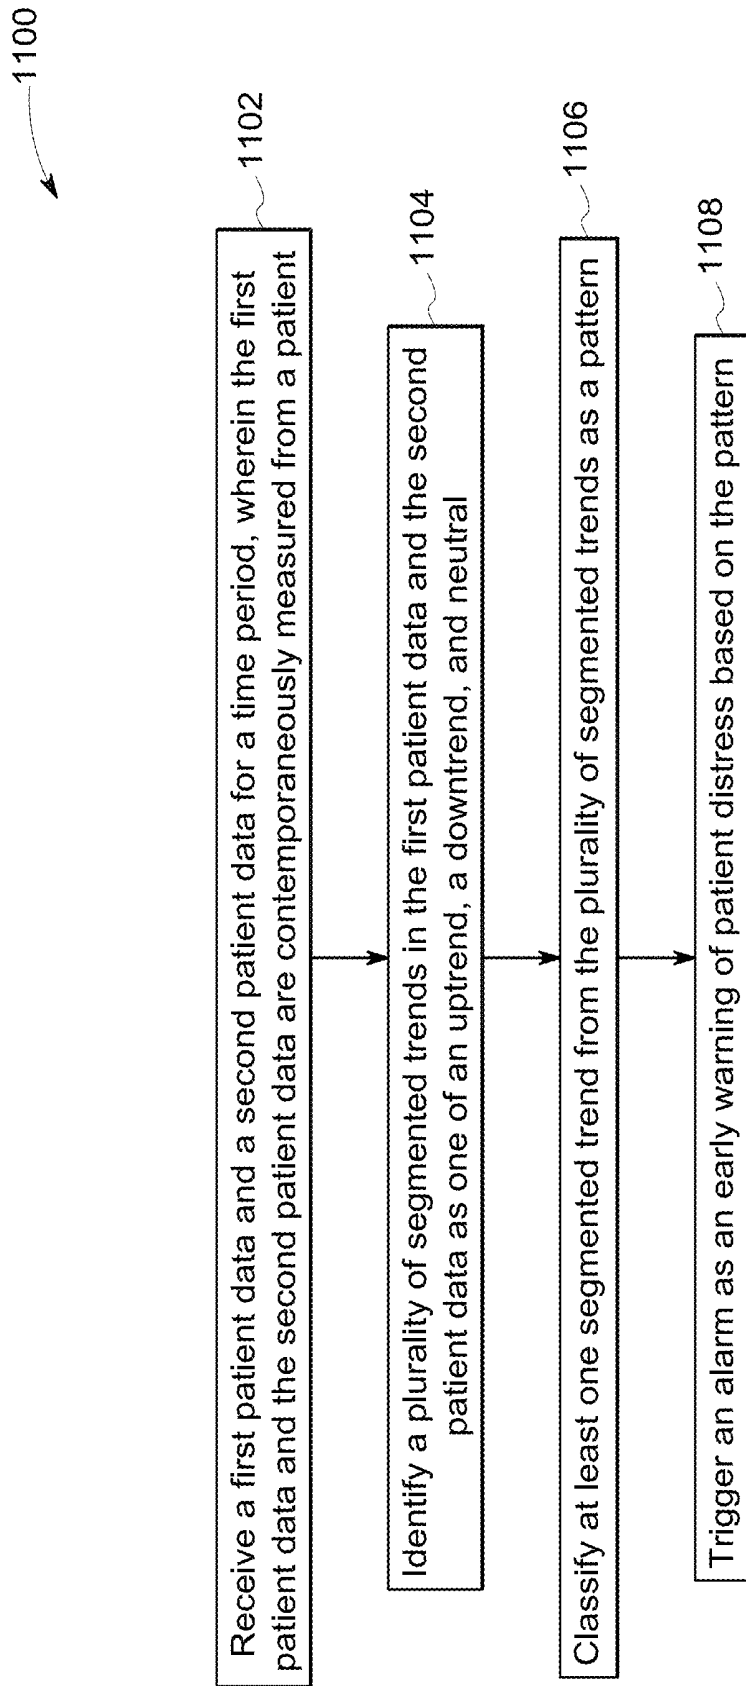 1100
Receive a first patient data and a second patient data for a time period, wherein the first
patient data and the second patient data are contemporaneously measured from a patient
1102
Identify a plurality of segmented trends in the first patient data and the second
patient data as one of an uptrend, a downtrend, and neutral
1104
Classify at least one segmented trend from the plurality of segmented trends as a pattern
1106
Trigger an alarm as an early warning of patient distress based on the pattern
1108